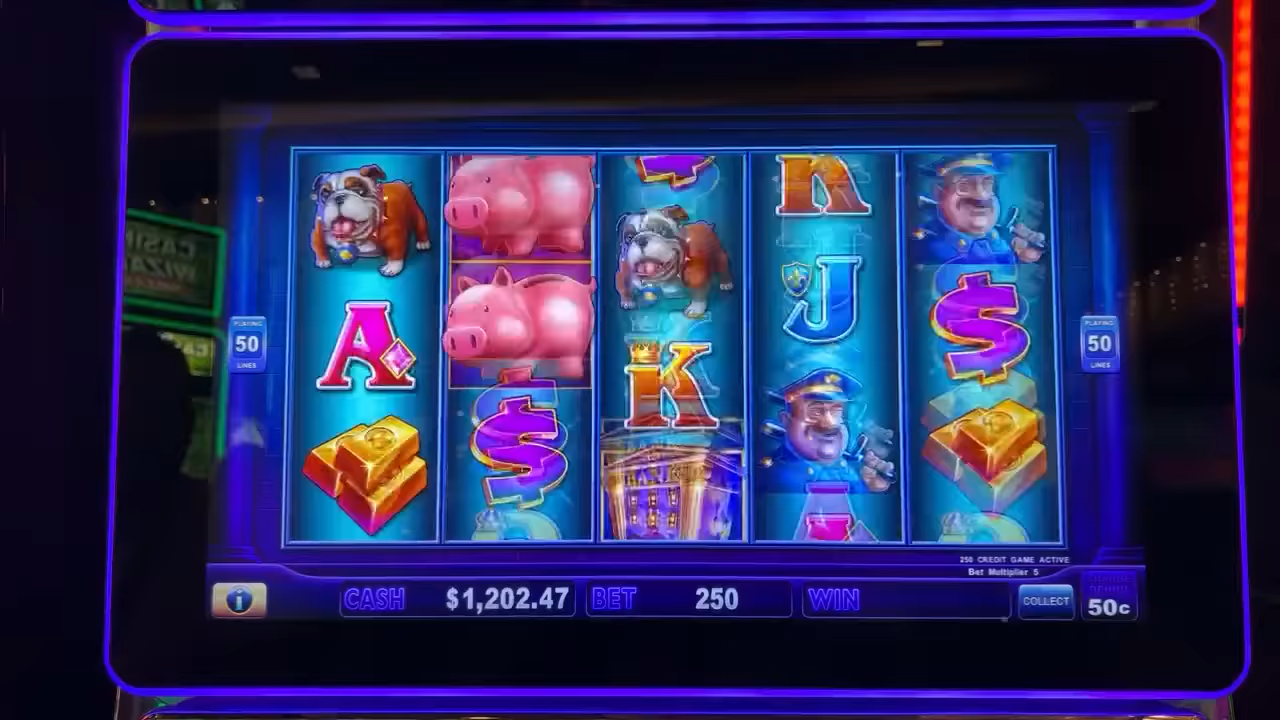 A
$
K
J
$
PLAYING
50
LINES
PLAYING
50
LINES
250 CREDIT GAME ACTIVE
Bet Multiplier 5
CASH $1,202.47 BET 250 WIN
COLLECT
50¢